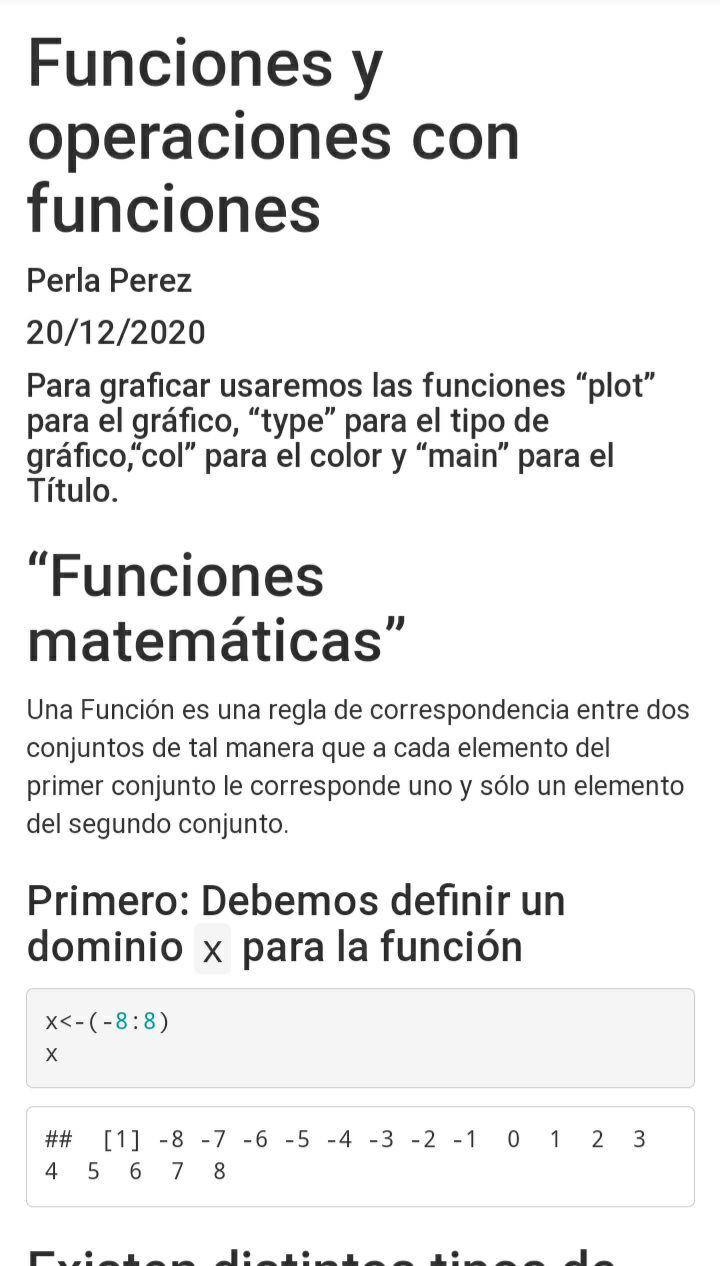 Funciones y
operaciones con
funciones
Perla Perez
20/12/2020
Para graficar usaremos las funciones “plot”
para el gráfico, “type” para el tipo de
gráfico,“col” para el color y “main” para el
Título.
“Funciones
matemáticas”
Una Función es una regla de correspondencia entre dos
conjuntos de tal manera que a cada elemento del
primer conjunto le corresponde uno y sólo un elemento
del segundo conjunto.
Primero: Debemos definir un
dominio x para la función
x<-(-8:8)
x
##  [1] -8 -7 -6 -5 -4 -3 -2 -1  0  1  2  3
4  5  6  7  8
Existen distintos tipos de